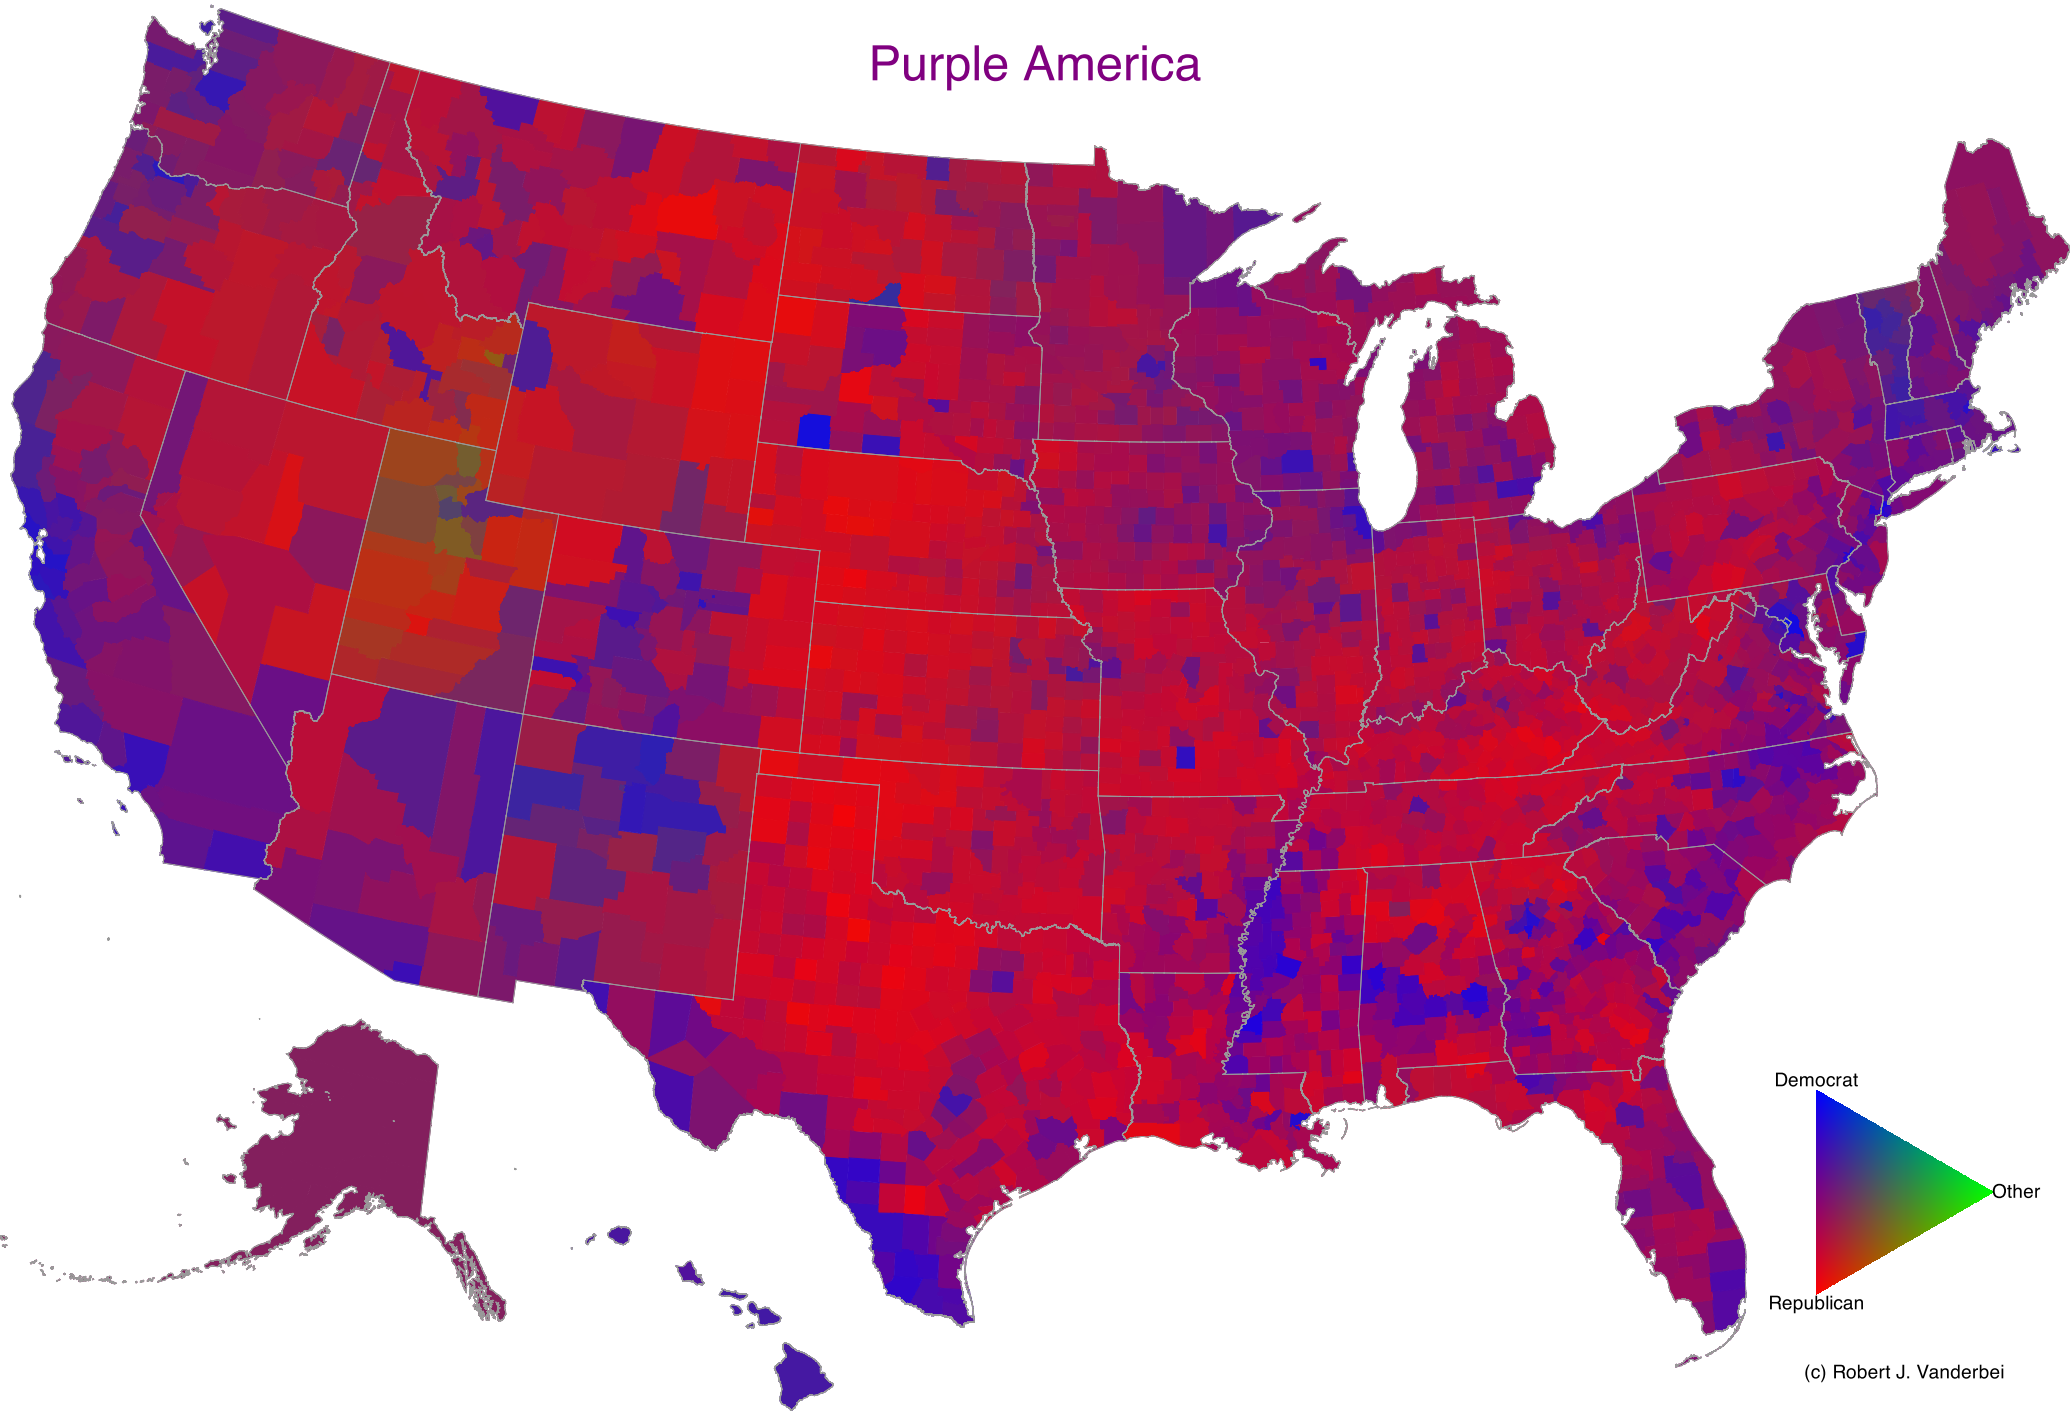 Purple America
Democrat
Other
Republican
(c) Robert J. Vanderbei